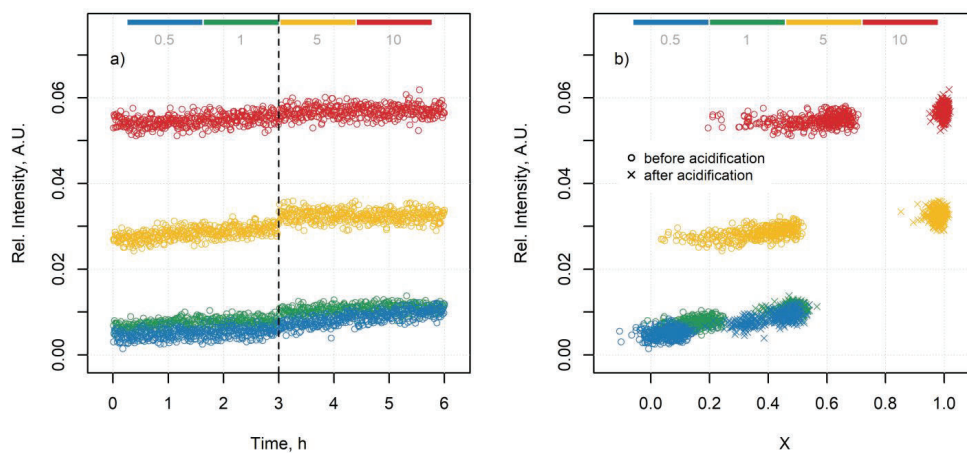 0.5 1 5 10
a)
Rel. Intensity, A.U.
0.06
0.04
0.02
0.00
0 1 2 3 4 5 6
Time, h
0.5 1 5 10
b)
before acidification
after acidification
Rel. Intensity, A.U.
0.06
0.04
0.02
0.00
0.0 0.2 0.4 0.6 0.8 1.0
X